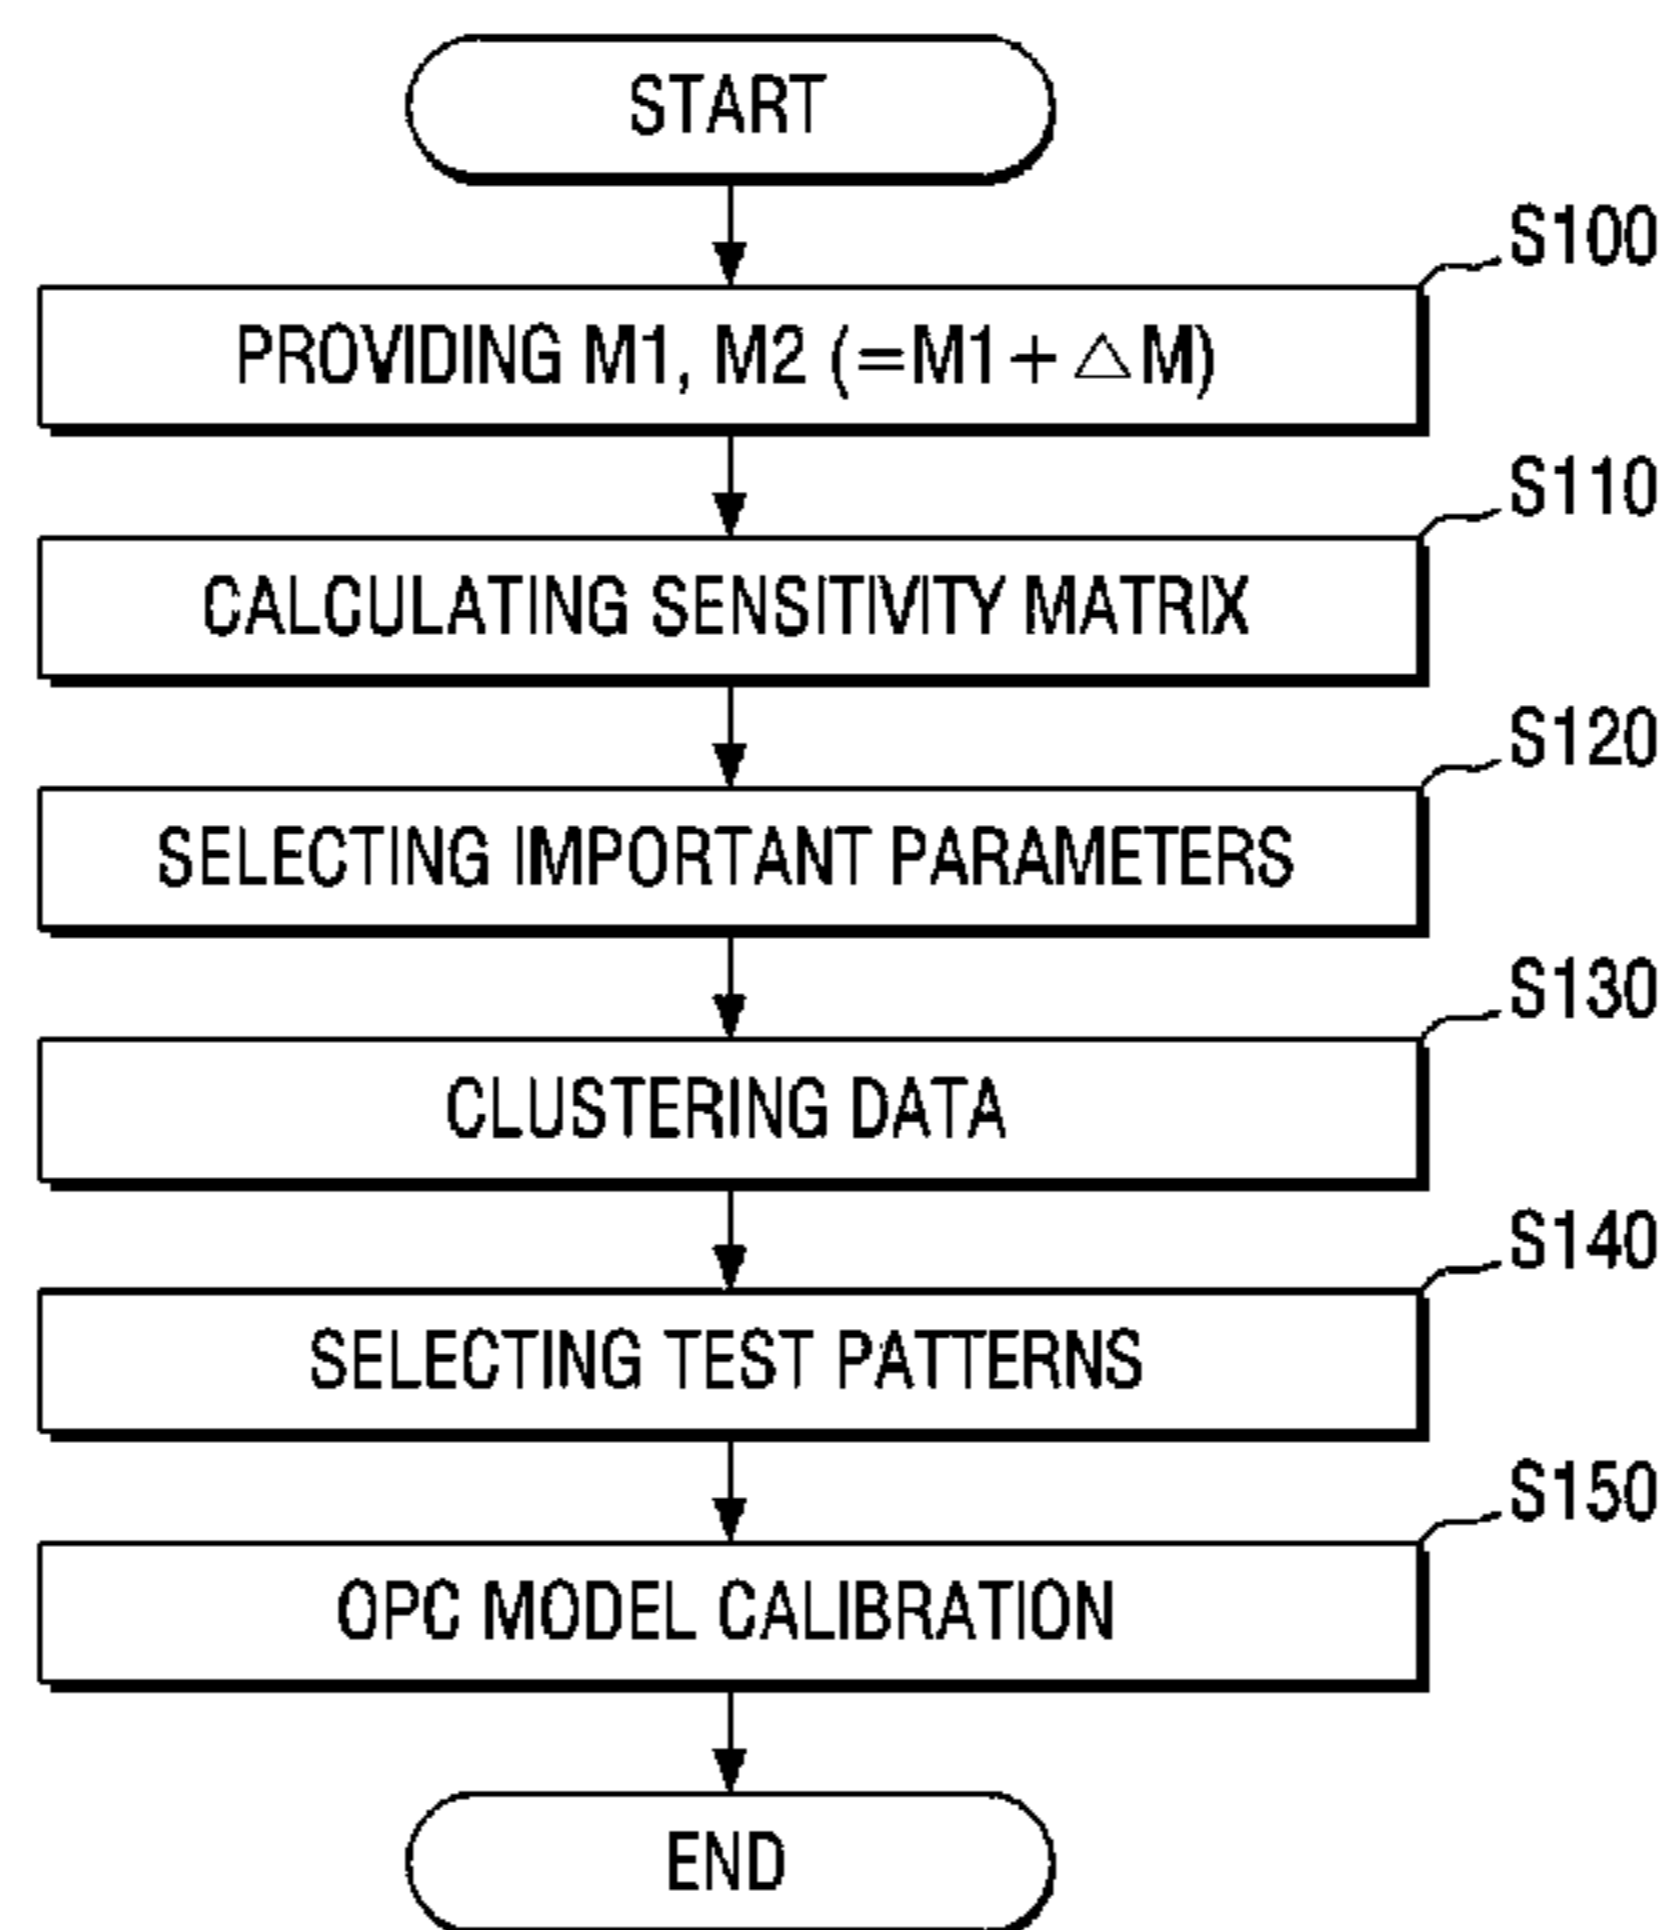 START
S100
PROVIDING M1, M2 (=M1+△M)
S110
CALCULATING SENSITIVITY MATRIX
S120
SELECTING IMPORTANT PARAMETERS
S130
CLUSTERING DATA
S140
SELECTING TEST PATTERNS
S150
OPC MODEL CALIBRATION
END